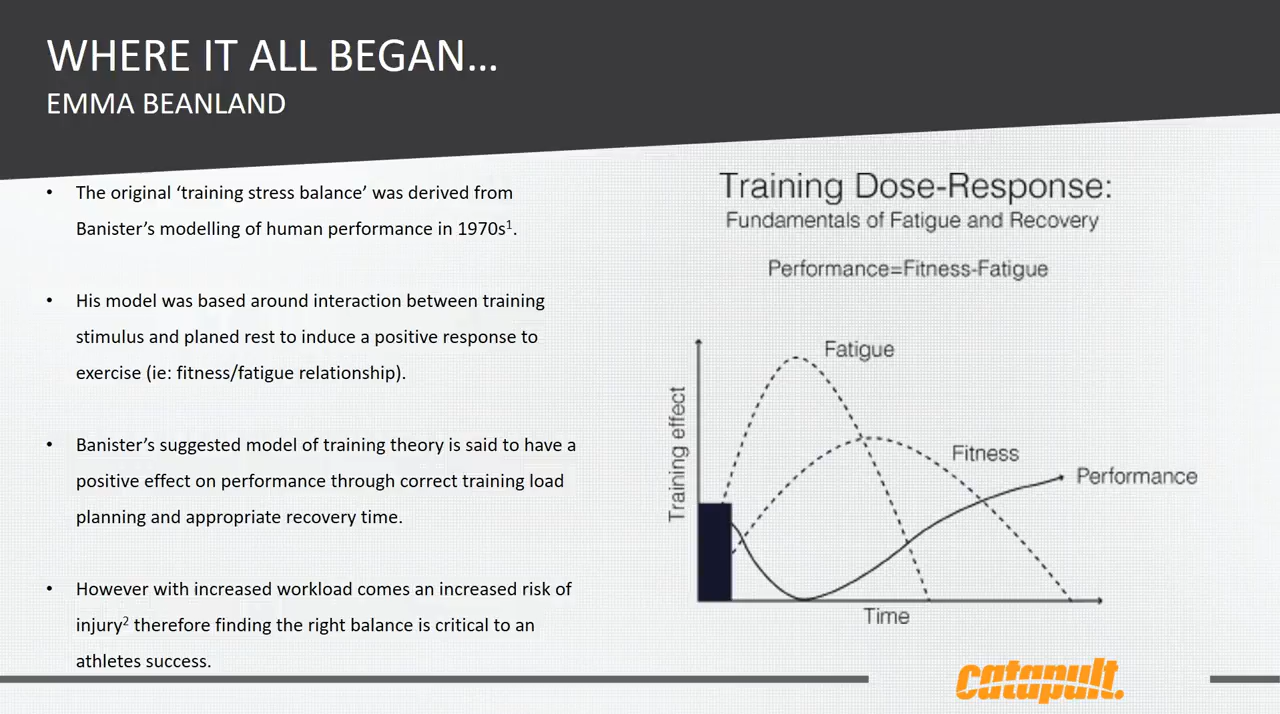 WHERE IT ALL BEGAN…
EMMA BEANLAND
• The original ‘training stress balance’ was derived from
Banister’s modelling of human performance in 1970s¹.
• His model was based around interaction between training
stimulus and planed rest to induce a positive response to
exercise (ie: fitness/fatigue relationship).
• Banister’s suggested model of training theory is said to have a
positive effect on performance through correct training load
planning and appropriate recovery time.
• However with increased workload comes an increased risk of
injury² therefore finding the right balance is critical to an
athletes success.
Training Dose-Response:
Fundamentals of Fatigue and Recovery
Performance=Fitness-Fatigue
Fatigue
Fitness
Performance
Training effect
Time
catapult.